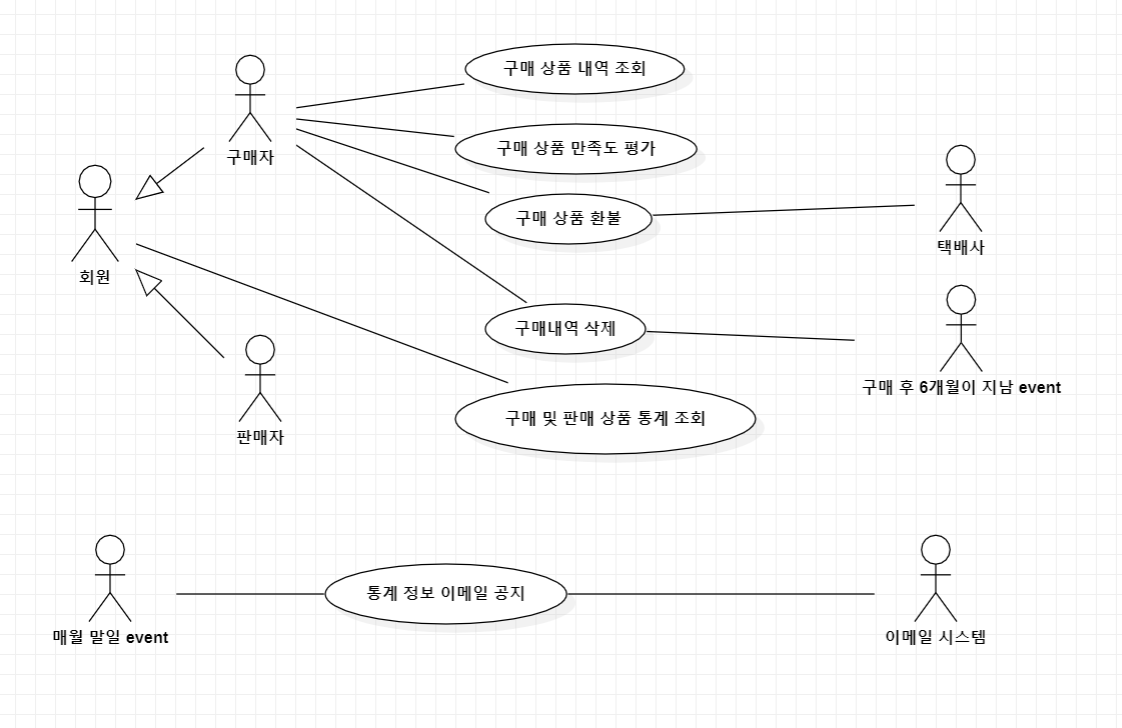 구매 상품 내역 조회
구매자
구매 상품 만족도 평가
구매 상품 환불
택배사
회원
구매내역 삭제
구매 후 6개월이 지남 event
판매자
구매 및 판매 상품 통계 조회
통계 정보 이메일 공지
매월 말일 event
이메일 시스템